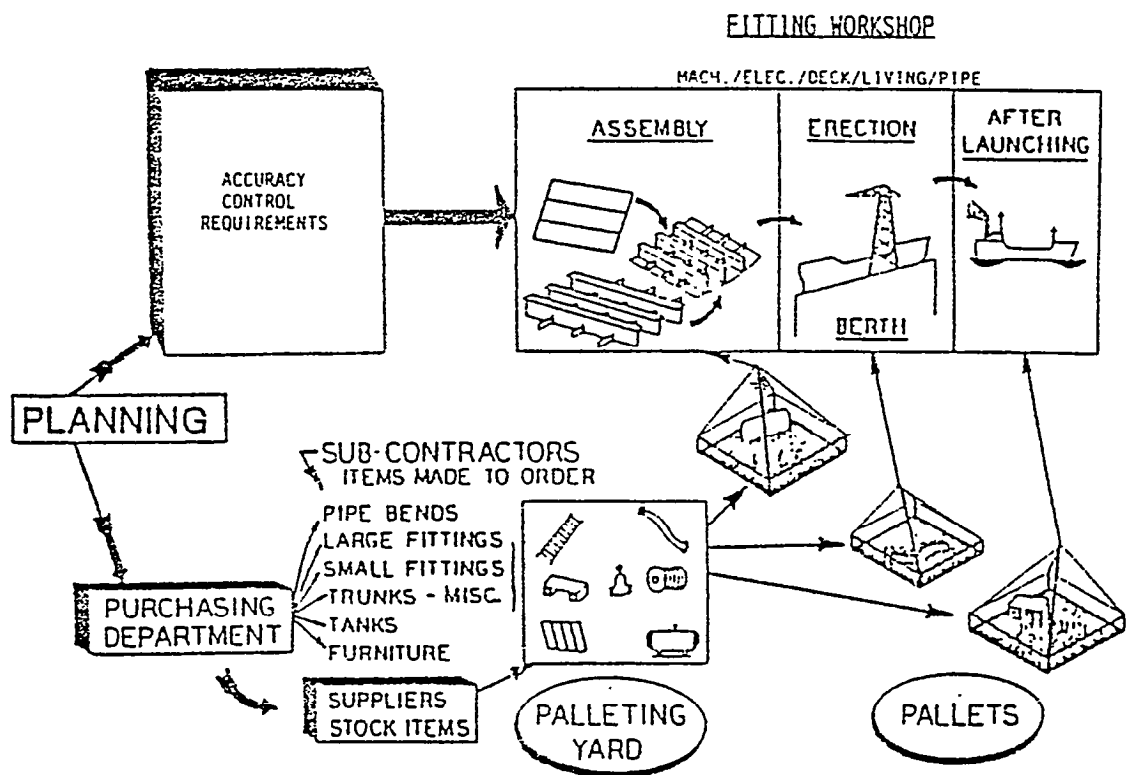 FITTING WORKSHOP
MACH./ELEC./DECK/LIVING/PIPE
ASSEMBLY
ERECTION
AFTER
LAUNCHING
ACCURACY
CONTROL
REQUIREMENTS
BERTH
PLANNING
SUB-CONTRACTORS
ITEMS MADE TO ORDER
PIPE BENDS
LARGE FITTINGS
SMALL FITTINGS
TRUNKS - MISC.
TANKS
FURNITURE
PURCHASING
DEPARTMENT
SUPPLIERS
STOCK ITEMS
PALLETING
YARD
PALLETS